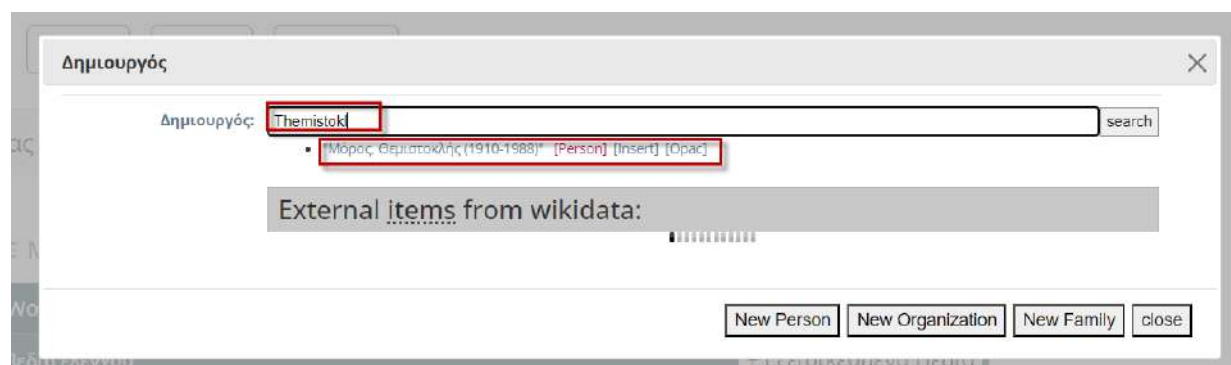 Δημιουργός
Δημιουργός: Themistokl search
"Μόρος, Θεμιστοκλής (1910-1988)" [Person] [Insert] [Opac]
External items from wikidata:
New Person New Organization New Family close